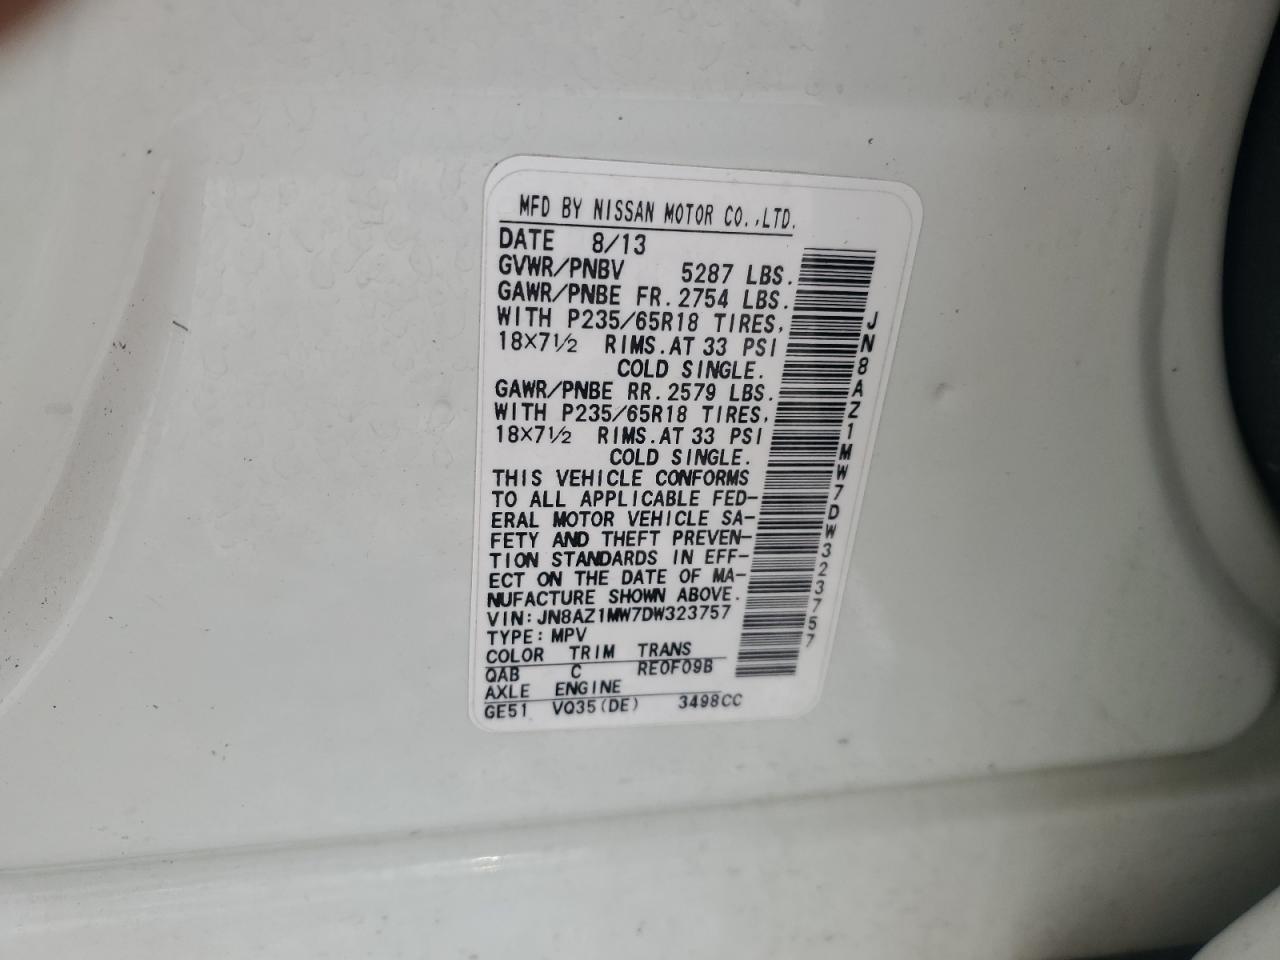 MFD BY NISSAN MOTOR CO.,LTD.
DATE 8/13
GVWR/PNBV 5287 LBS.
GAWR/PNBE FR. 2754 LBS.
WITH P235/65R18 TIRES,
18×7½ RIMS. AT 33 PSI
COLD SINGLE.
GAWR/PNBE RR. 2579 LBS.
WITH P235/65R18 TIRES,
18×7½ RIMS. AT 33 PSI
COLD SINGLE.
THIS VEHICLE CONFORMS
TO ALL APPLICABLE FED-
ERAL MOTOR VEHICLE SA-
FETY AND THEFT PREVEN-
TION STANDARDS IN EFF-
ECT ON THE DATE OF MA-
NUFACTURE SHOWN ABOVE.
VIN: JN8AZ1MW7DW323757
TYPE: MPV
COLOR TRIM TRANS
QAB C RE0F09B
AXLE ENGINE
GE51 VQ35(DE) 3498CC
JN8AZ1MW7DW323757